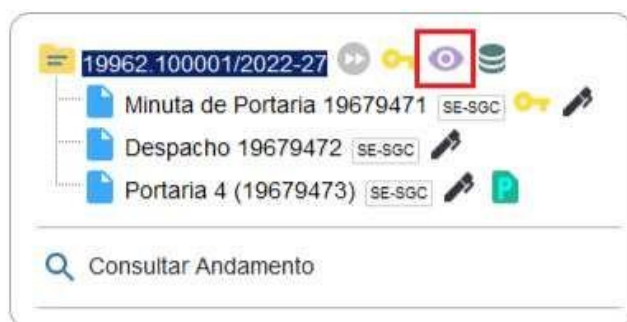 19962.100001/2022-27
Minuta de Portaria 19679471 SE-SGC
Despacho 19679472 SE-SGC
Portaria 4 (19679473) SE-SGC P
Consultar Andamento